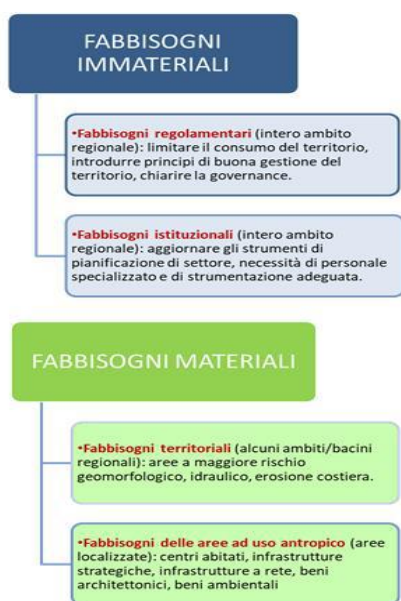 FABBISOGNI
IMMATERIALI
•Fabbisogni regolamentari (intero ambito
regionale): limitare il consumo del territorio,
introdurre principi di buona gestione del
territorio, chiarire la governance.
•Fabbisogni istituzionali (intero ambito
regionale): aggiornare gli strumenti di
pianificazione di settore, necessità di personale
specializzato e di strumentazione adeguata.
FABBISOGNI MATERIALI
•Fabbisogni territoriali (alcuni ambiti/bacini
regionali): aree a maggiore rischio
geomorfologico, idraulico, erosione costiera.
•Fabbisogni delle aree ad uso antropico (aree
localizzate): centri abitati, infrastrutture
strategiche, infrastrutture a rete, beni
architettonici, beni ambientali